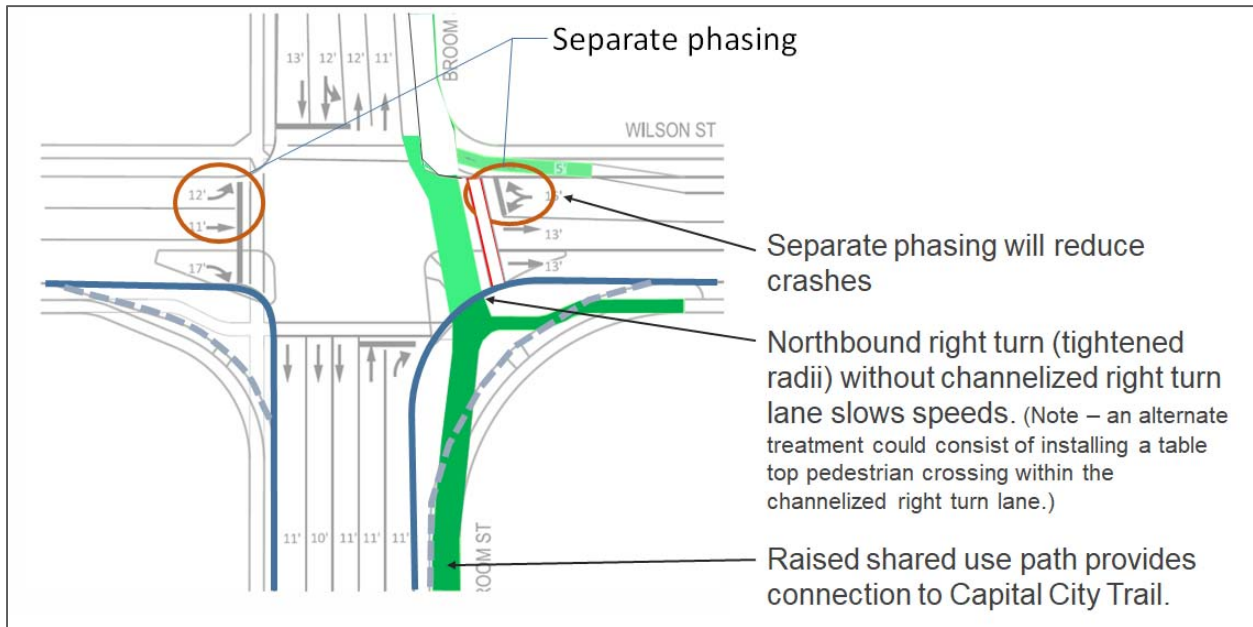 Separate phasing
13' 12' 12' 11'
BROOM
WILSON ST
12'
5'
15'
11'
13'
17'
13'
Separate phasing will reduce
crashes
Northbound right turn (tightened
radii) without channelized right turn
lane slows speeds. (Note – an alternate
treatment could consist of installing a table
top pedestrian crossing within the
channelized right turn lane.)
11' 10' 11' 11' 11'
ROOM ST
Raised shared use path provides
connection to Capital City Trail.